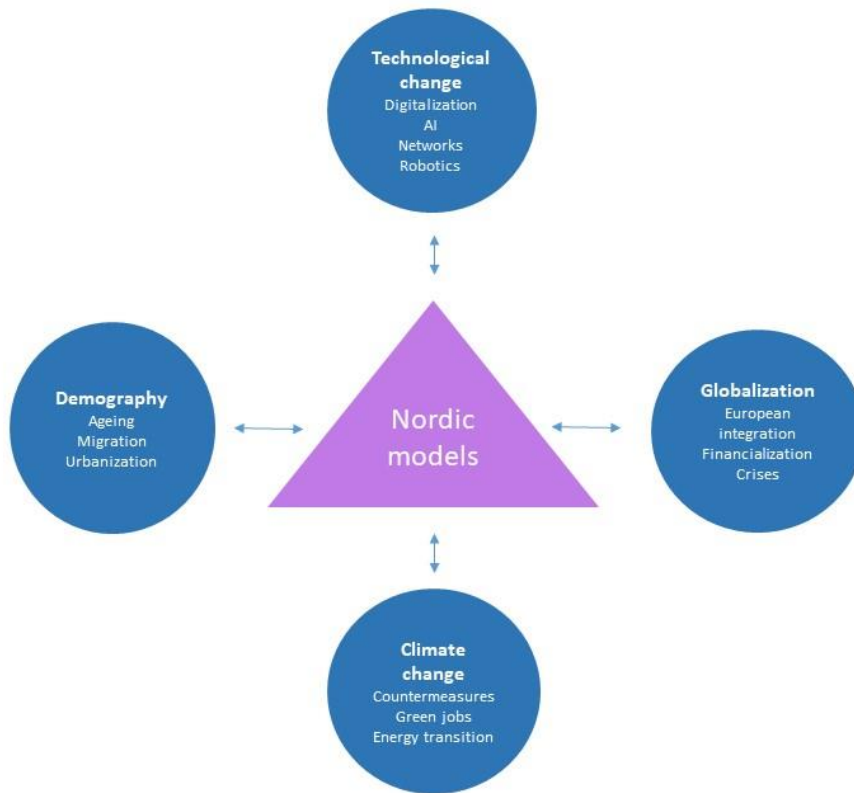 Technological
change
Digitalization
AI
Networks
Robotics
Demography
Ageing
Migration
Urbanization
Nordic
models
Globalization
European
integration
Financialization
Crises
Climate
change
Countermeasures
Green jobs
Energy transition